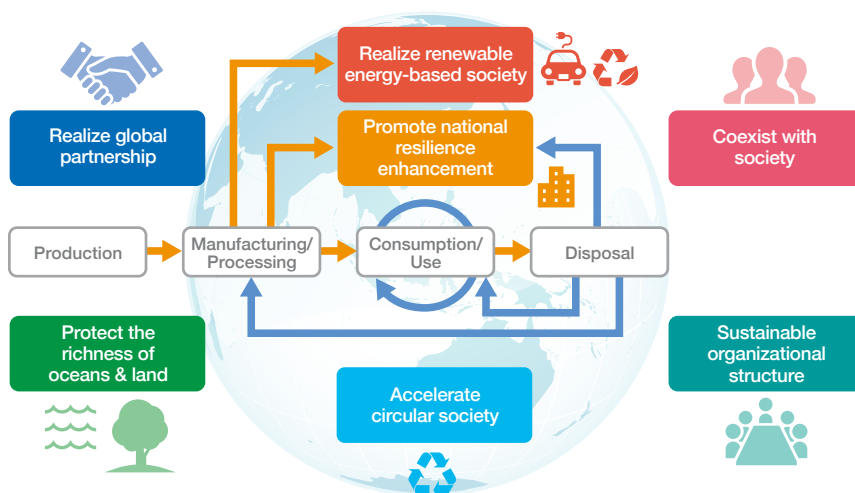 Realize renewable
energy-based society
Realize global
partnership
Promote national
resilience
enhancement
Coexist with
society
Production
Manufacturing/
Processing
Consumption/
Use
Disposal
Protect the
richness of
oceans & land
Accelerate
circular society
Sustainable
organizational
structure